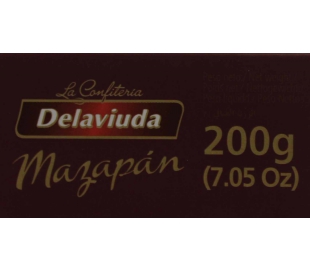 La Confitería
Delaviuda
Mazapán
200g
(7.05 Oz)